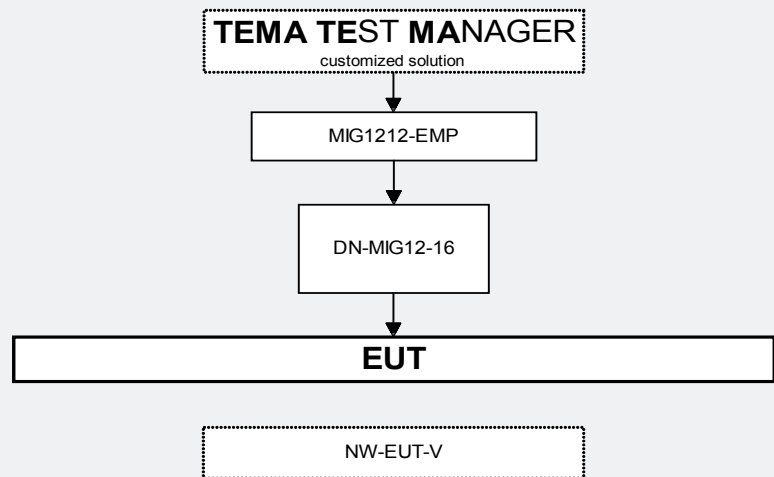 TEMA TEST MANAGER
customized solution
MIG1212-EMP
DN-MIG12-16
EUT
NW-EUT-V